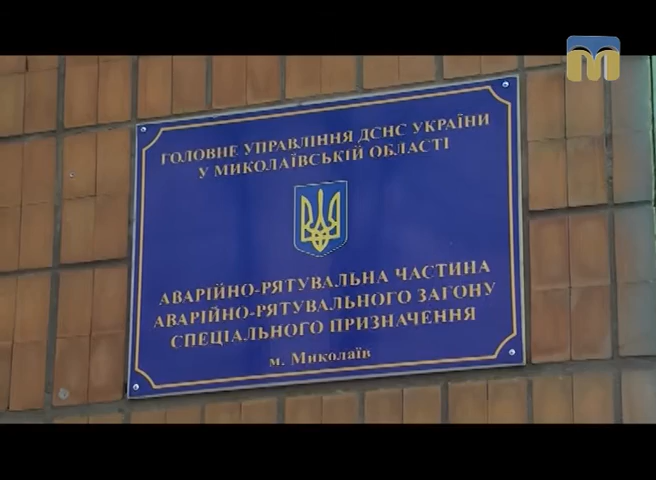 ГОЛОВНЕ УПРАВЛІННЯ ДСНС УКРАЇНИ
У МИКОЛАЇВСЬКІЙ ОБЛАСТІ
АВАРІЙНО-РЯТУВАЛЬНА ЧАСТИНА
АВАРІЙНО-РЯТУВАЛЬНОГО ЗАГОНУ
СПЕЦІАЛЬНОГО ПРИЗНАЧЕННЯ
м. Миколаїв